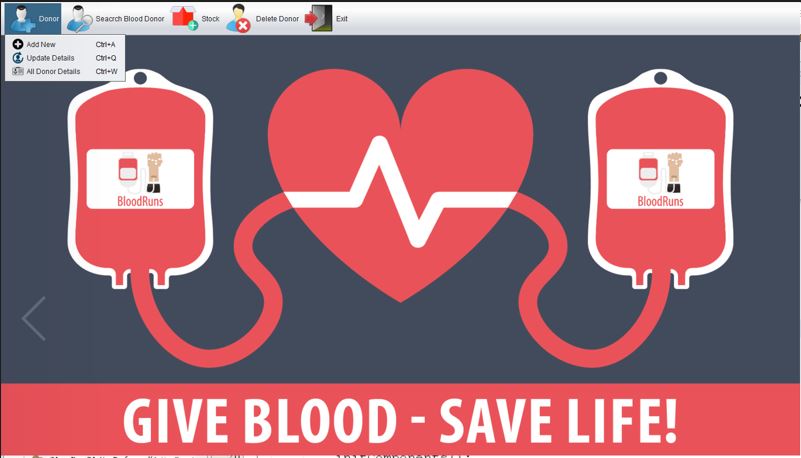 Donor Seacrch Blood Donor Stock Delete Donor Exit
Add New Ctrl+A
Update Details Ctrl+Q
All Donor Details Ctrl+W
BloodRuns BloodRuns
GIVE BLOOD - SAVE LIFE!